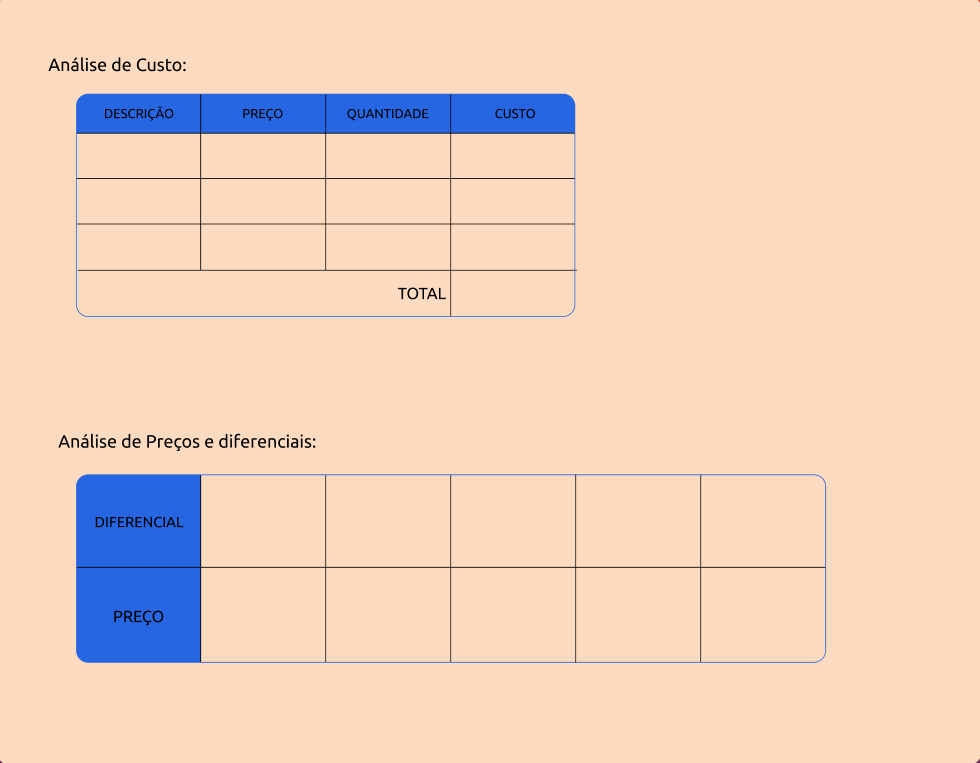 Análise de Custo:
DESCRIÇÃO PREÇO QUANTIDADE CUSTO
TOTAL
Análise de Preços e diferenciais:
DIFERENCIAL
PREÇO